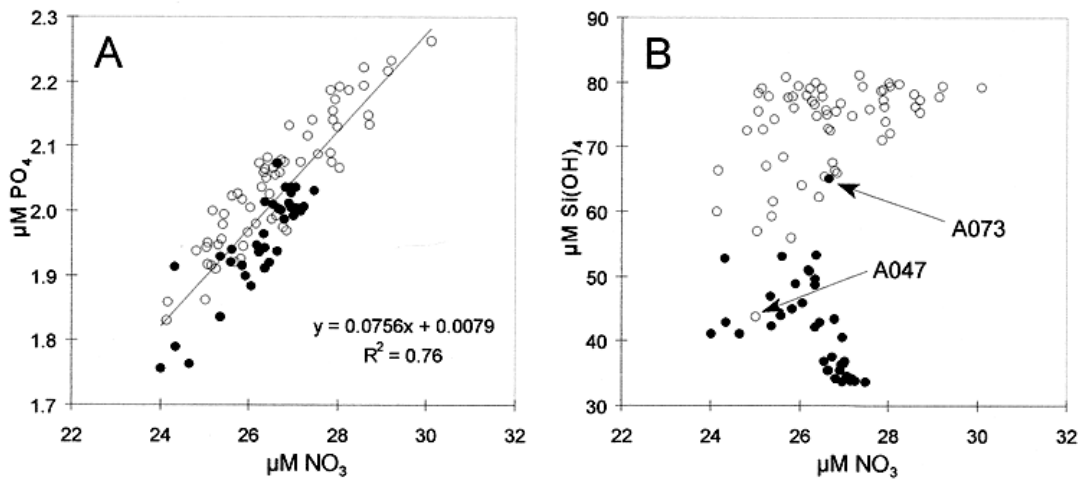 A
2.3
2.2
2.1
2.0
1.9
1.8
1.7
µM PO4
y = 0.0756x + 0.0079
R2 = 0.76
22 24 26 28 30 32
µM NO3
B
90
80
70
60
50
40
30
µM Si(OH)4
A073
A047
22 24 26 28 30 32
µM NO3